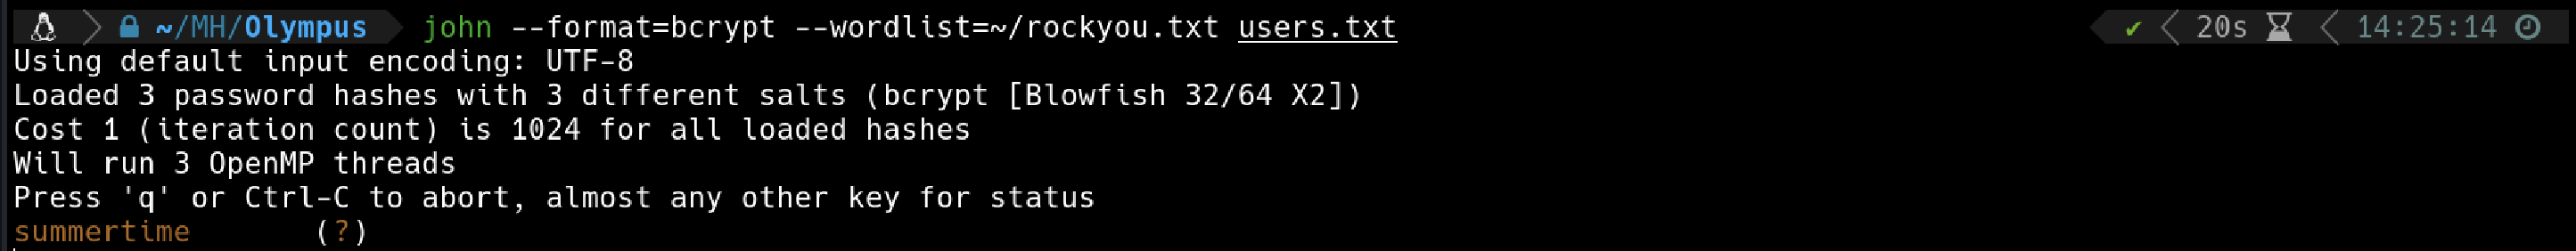 ~/MH/Olympus john --format=bcrypt --wordlist=~/rockyou.txt users.txt ✔ 20s 14:25:14
Using default input encoding: UTF-8
Loaded 3 password hashes with 3 different salts (bcrypt [Blowfish 32/64 X2])
Cost 1 (iteration count) is 1024 for all loaded hashes
Will run 3 OpenMP threads
Press 'q' or Ctrl-C to abort, almost any other key for status
summertime (?)